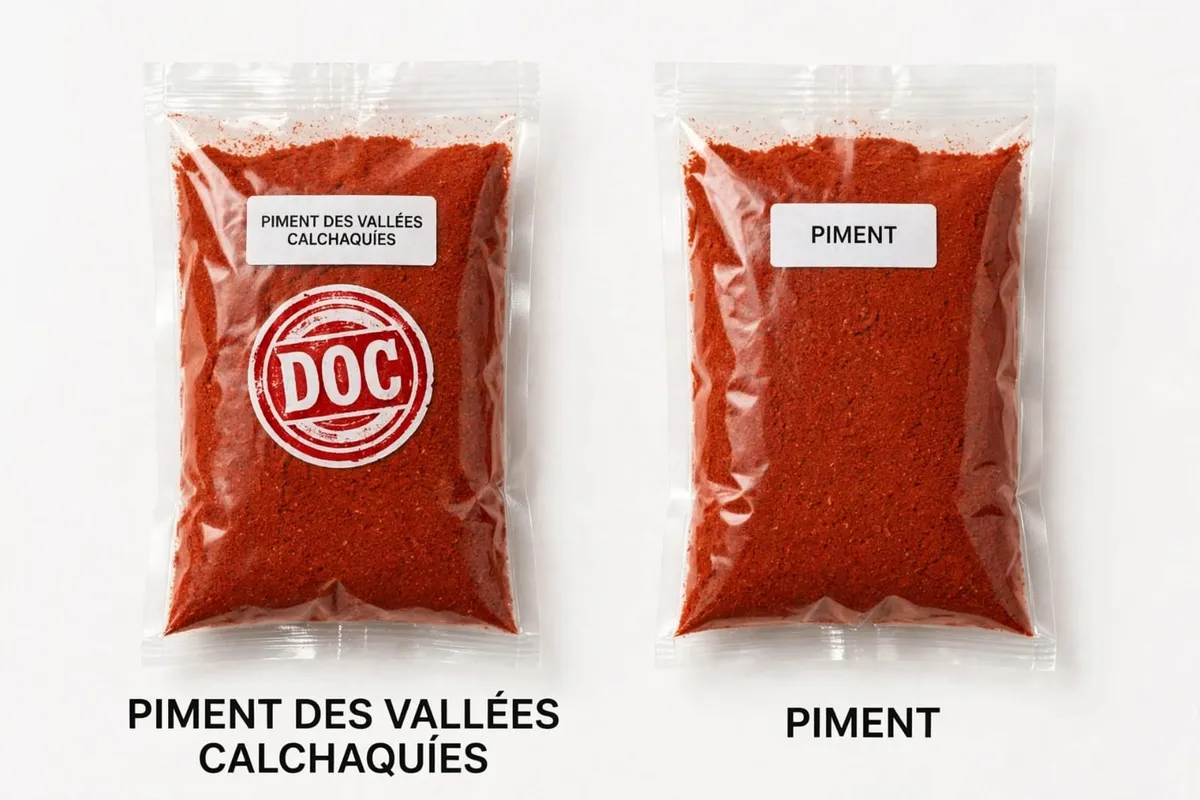 PIMENT DES VALLÉES
CALCHAQUÍES
DOC
PIMENT
PIMENT DES VALLÉES
CALCHAQUÍES
PIMENT